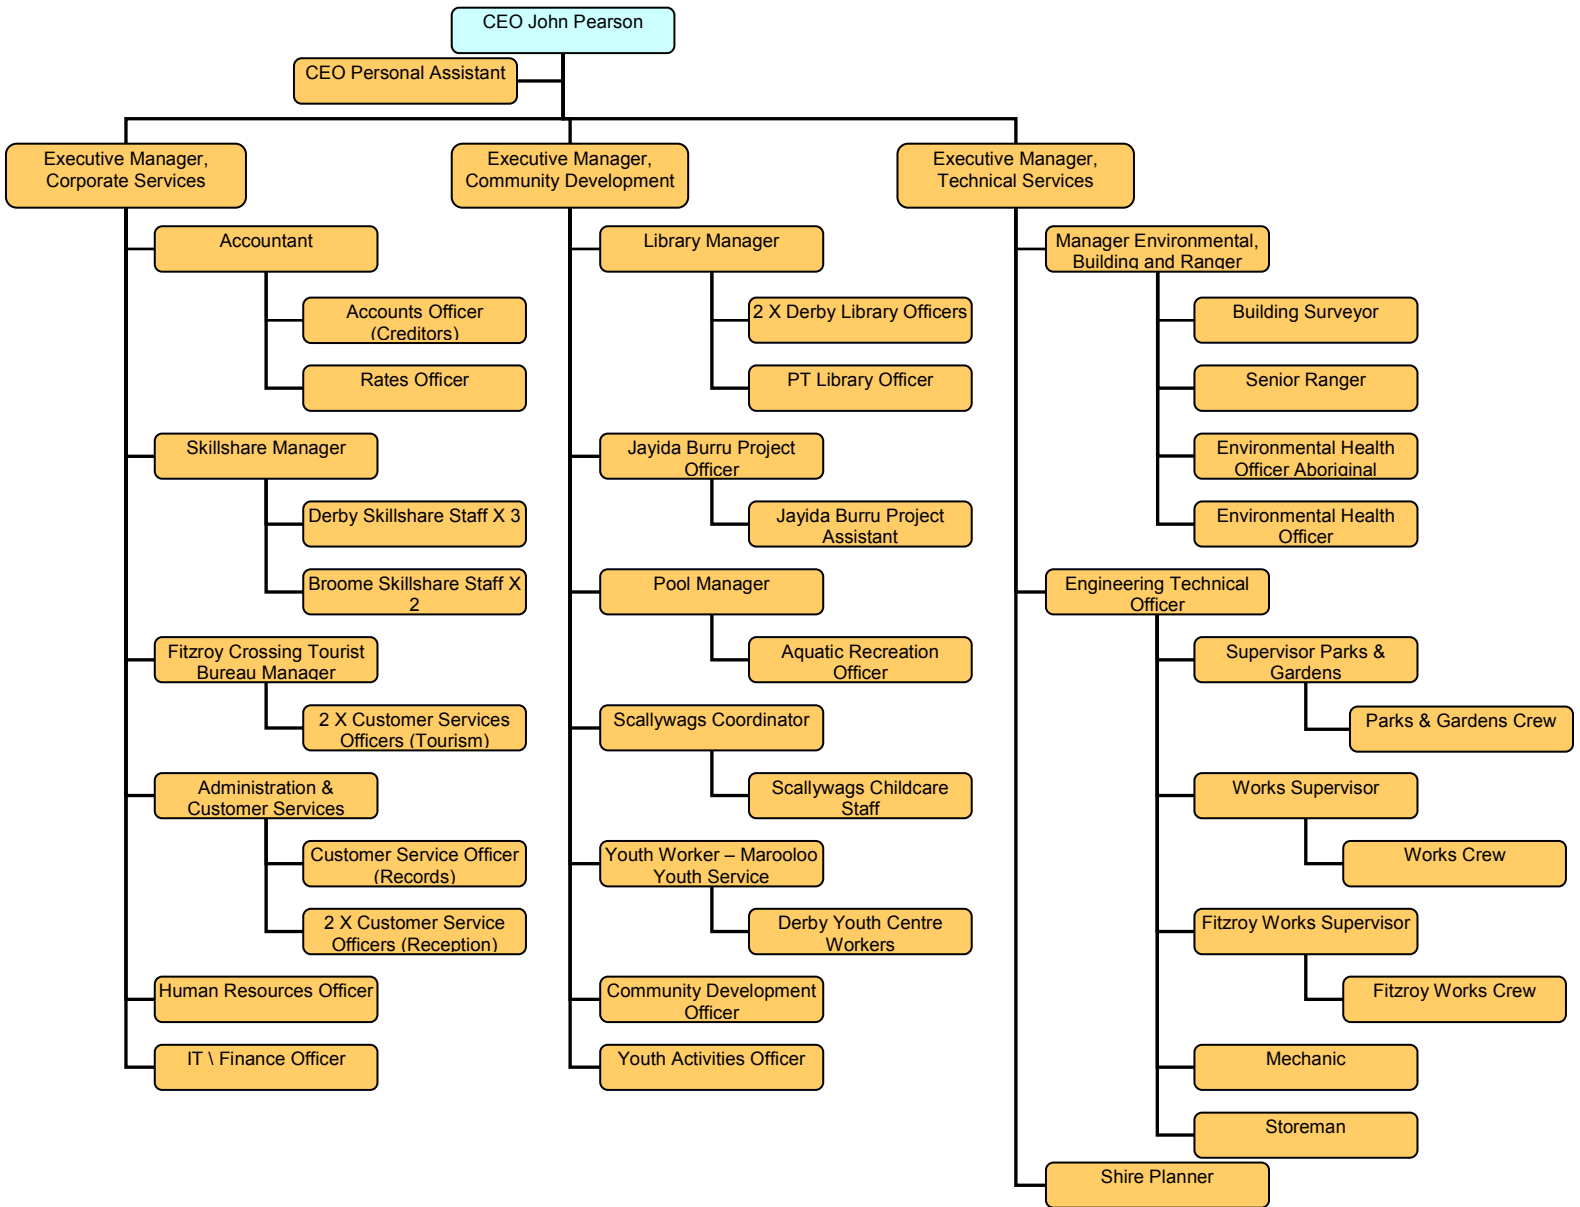 CEO John Pearson
CEO Personal Assistant
Executive Manager,
Corporate Services
Accountant
Accounts Officer
(Creditors)
Rates Officer
Skillshare Manager
Derby Skillshare Staff X 3
Broome Skillshare Staff X
2
Fitzroy Crossing Tourist
Bureau Manager
2 X Customer Services
Officers (Tourism)
Administration &
Customer Services
Customer Service Officer
(Records)
2 X Customer Service
Officers (Reception)
Human Resources Officer
IT \ Finance Officer
Executive Manager,
Community Development
Library Manager
2 X Derby Library Officers
PT Library Officer
Jayida Burru Project
Officer
Jayida Burru Project
Assistant
Pool Manager
Aquatic Recreation
Officer
Scallywags Coordinator
Scallywags Childcare
Staff
Youth Worker – Marooloo
Youth Service
Derby Youth Centre
Workers
Community Development
Officer
Youth Activities Officer
Executive Manager,
Technical Services
Manager Environmental,
Building and Ranger
Building Surveyor
Senior Ranger
Environmental Health
Officer Aboriginal
Environmental Health
Officer
Engineering Technical
Officer
Supervisor Parks &
Gardens
Parks & Gardens Crew
Works Supervisor
Works Crew
Fitzroy Works Supervisor
Fitzroy Works Crew
Mechanic
Storeman
Shire Planner